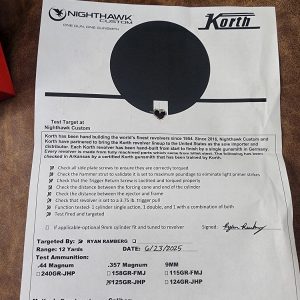 NIGHTHAWK
CUSTOM
ONE GUN, ONE GUNSMITH
Korth
Test Target at
Nighthawk Custom
Korth has been hand building the world's finest revolvers since 1954. Since 2016, Nighthawk Custom and
Korth have partnered to bring the Korth revolver lineup to the United States as the sole importer and
distributor. Each Korth revolver has been hand-built from start to finish by a single gunsmith in Germany.
Every revolver is made from fully machined parts which come from billet steel. The following has been
checked in Arkansas by a certified Korth gunsmith that has been trained by Korth.
Check all side plate screws to ensure they are correctly torqued
Check the hammer strut to validate it is set to maximum poundage to eliminate light primer strikes
Check that the Trigger Return Screw is located and torqued properly
Check the distance between the forcing cone and end of the cylinder
Check the distance between the ejector and frame
Check the distance between the yoke and frame
Check that the revolver is set to a 3.75 lb. trigger pull
Function tested- 1 cylinder single action, 1 double, and 1 with a combination of both
Test fired and targeted
If applicable-optional 9mm cylinder fit and tuned to revolver
Signed:
Targeted By: RYAN RAMBERG
DATE: 6/23/2025
Range: 12 Yards
Test Ammunition:
.44 Magnum .357 Magnum 9MM
240GR-JHP 158GR-FMJ 115GR-FMJ
125GR-JHP 124GR-JHP